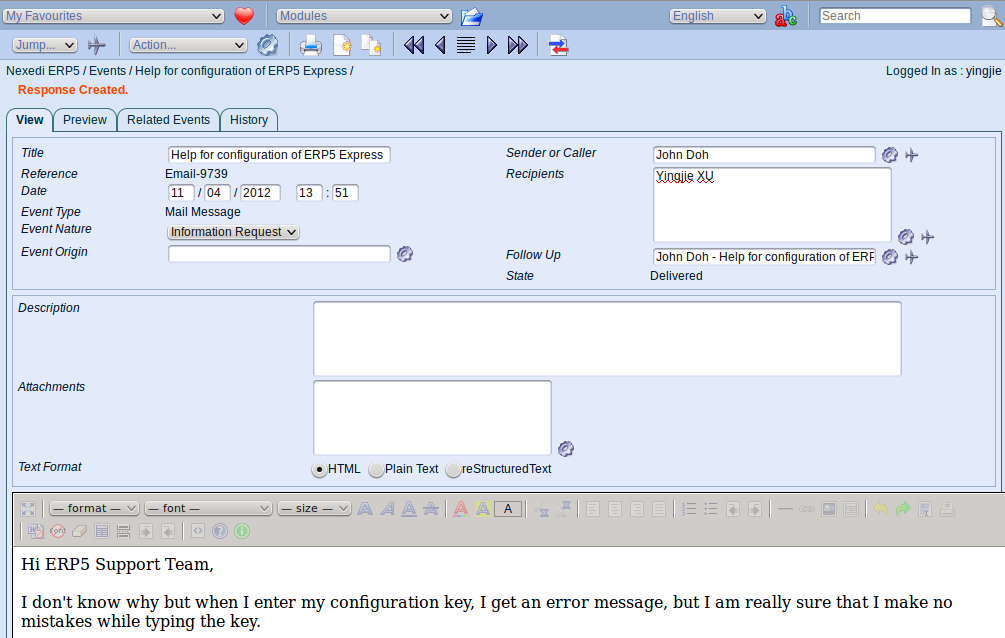 My Favourites Modules English Search
Jump... Action...
Nexedi ERP5 / Events / Help for configuration of ERP5 Express / Logged In as : yingjie
Response Created.
View Preview Related Events History
Title Help for configuration of ERP5 Express Sender or Caller John Doh
Reference Email-9739 Recipients Yingjie XU
Date 11 / 04 / 2012 13 : 51
Event Type Mail Message
Event Nature Information Request
Event Origin Follow Up John Doh - Help for configuration of ERP
State Delivered
Description
Attachments
Text Format HTML Plain Text reStructuredText
— format — — font — — size — A A A A A A A
Hi ERP5 Support Team,
I don't know why but when I enter my configuration key, I get an error message, but I am really sure that I make no
mistakes while typing the key.